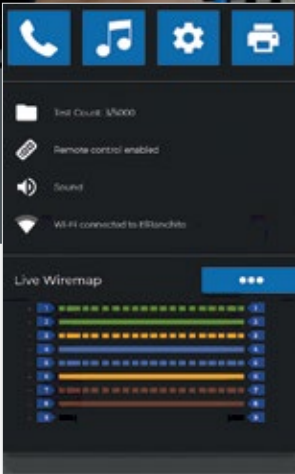 Test Count: 3/5000
Remote control enabled
Sound
Wi-Fi connected to ElRanchito
Live Wiremap
1 1
2 2
3 3
4 4
5 5
6 6
7 7
8 8